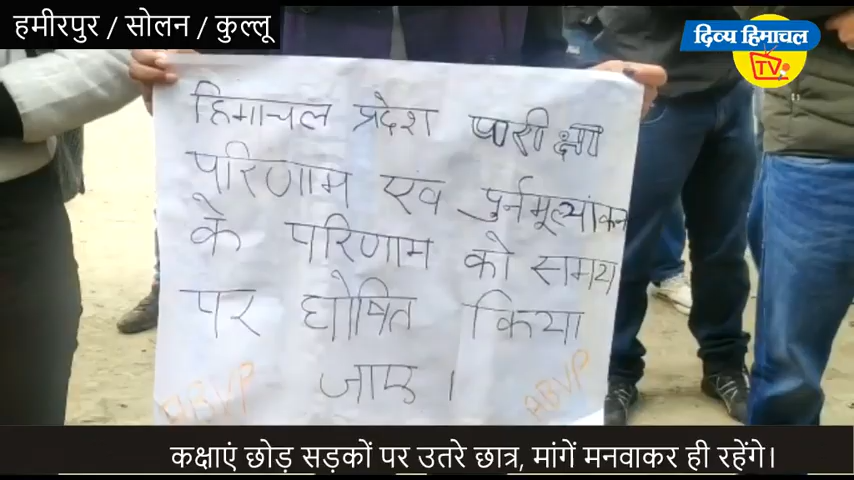 हमीरपुर / सोलन / कुल्लू
दिव्य हिमाचल
TV
हिमाचल प्रदेश परीक्षा
परिणाम एंव पुर्नमूल्यांकन
के परिणाम को समय
पर घोषित किया
जाए।
ABVP ABVP
कक्षाएं छोड़ सड़कों पर उतरे छात्र, मांगें मनवाकर ही रहेंगे।